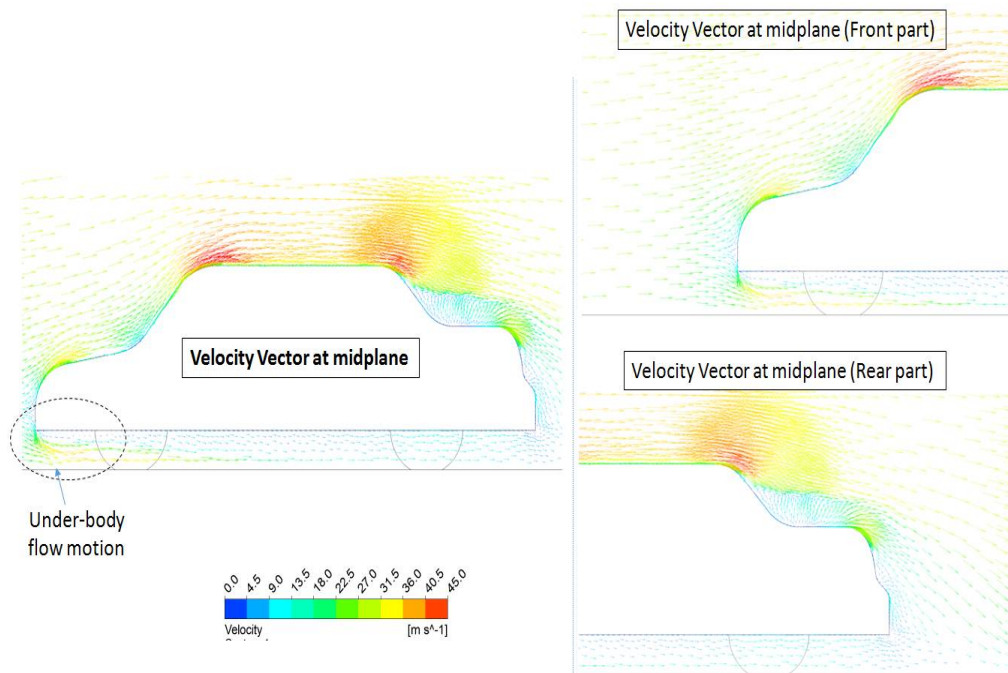 Velocity Vector at midplane (Front part)
Velocity Vector at midplane
Velocity Vector at midplane (Rear part)
Under-body
flow motion
0.0 4.5 9.0 13.5 18.0 22.5 27.0 31.5 36.0 40.5 45.0
Velocity [m s^-1]